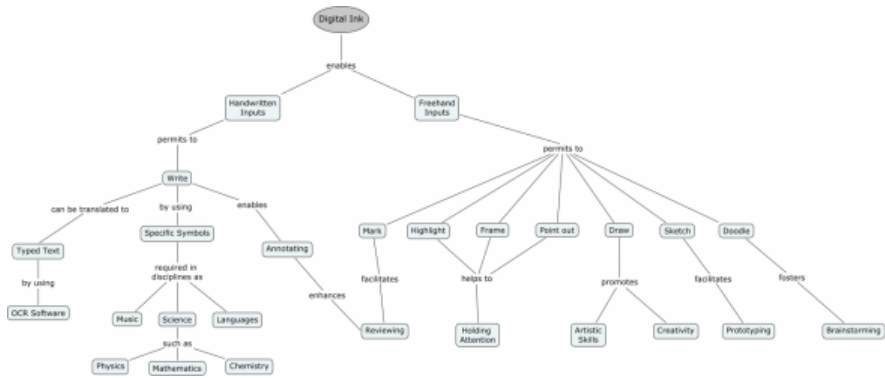 Digital Ink
enables
Handwritten
Inputs
Freehand
Inputs
permits to
permits to
Write
can be translated to
by using
enables
Mark
Highlight
Frame
Point out
Draw
Sketch
Doodle
Specific Symbols
Typed Text
Annotating
required in
disciplines as
by using
facilitates
helps to
promotes
facilitates
fosters
enhances
OCR Software
Music
Science
Languages
Reviewing
Holding
Attention
Artistic
Skills
Creativity
Prototyping
Brainstorming
such as
Physics
Mathematics
Chemistry